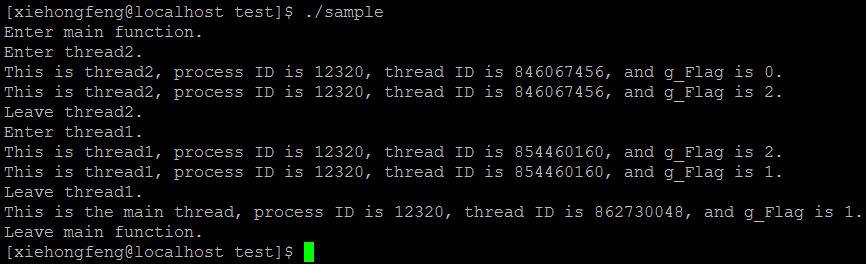 [xiehongfeng@localhost test]$ ./sample
Enter main function.
Enter thread2.
This is thread2, process ID is 12320, thread ID is 846067456, and g_Flag is 0.
This is thread2, process ID is 12320, thread ID is 846067456, and g_Flag is 2.
Leave thread2.
Enter thread1.
This is thread1, process ID is 12320, thread ID is 854460160, and g_Flag is 2.
This is thread1, process ID is 12320, thread ID is 854460160, and g_Flag is 1.
Leave thread1.
This is the main thread, process ID is 12320, thread ID is 862730048, and g_Flag is 1.
Leave main function.
[xiehongfeng@localhost test]$